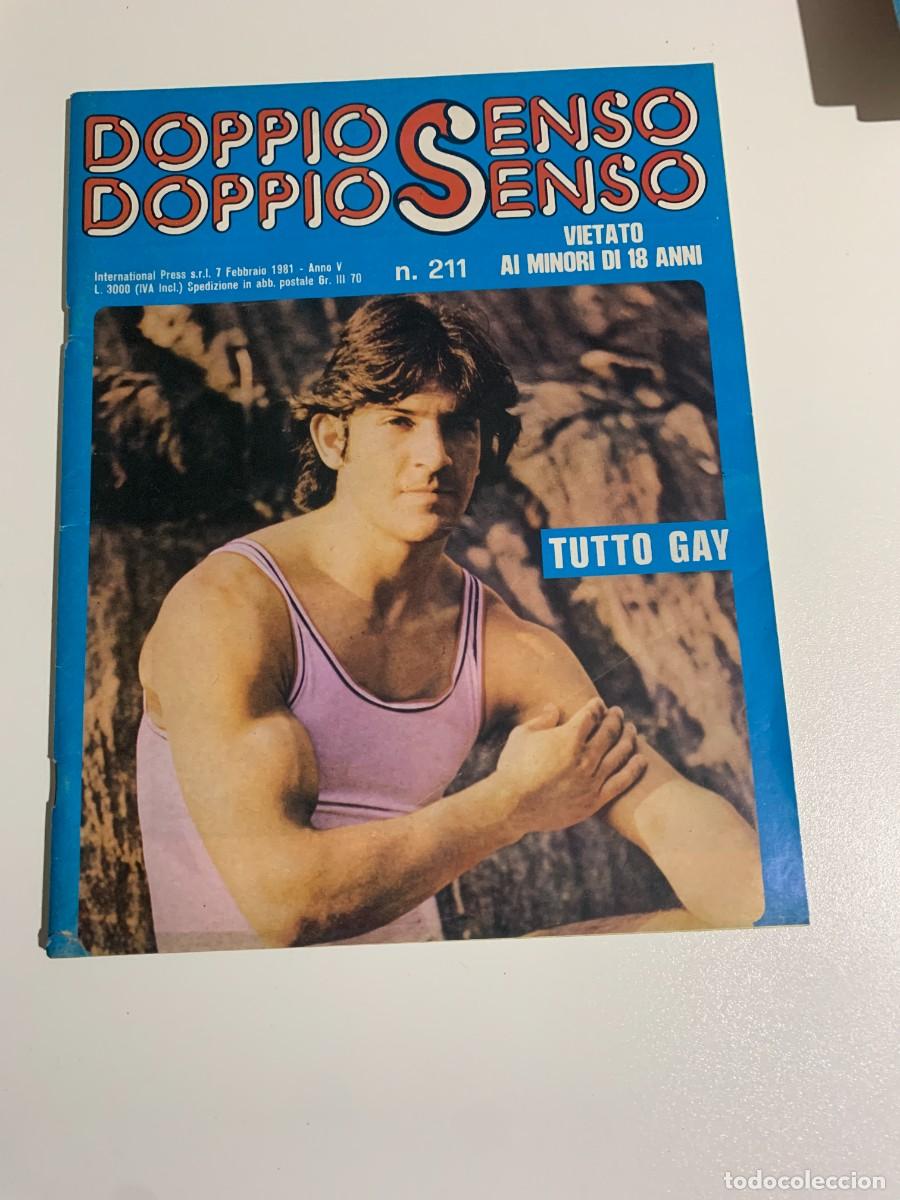 DOPPIO SENSO
DOPPIO SENSO
VIETATO
AI MINORI DI 18 ANNI
International Press s.r.l. 7 Febbraio 1981 - Anno V
L. 3000 (IVA Incl.) Spedizione in abb. postale Gr. III 70
n. 211
TUTTO GAY
todocoleccion